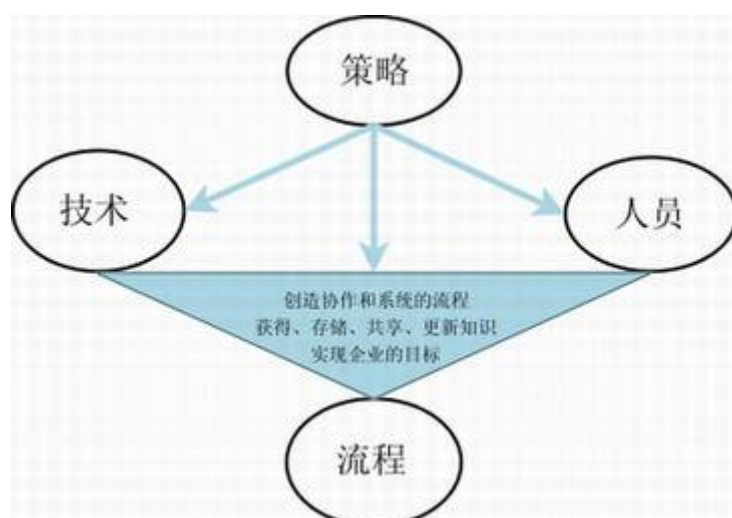 策略
技术
人员
创造协作和系统的流程
获得、存储、共享、更新知识
实现企业的目标
流程